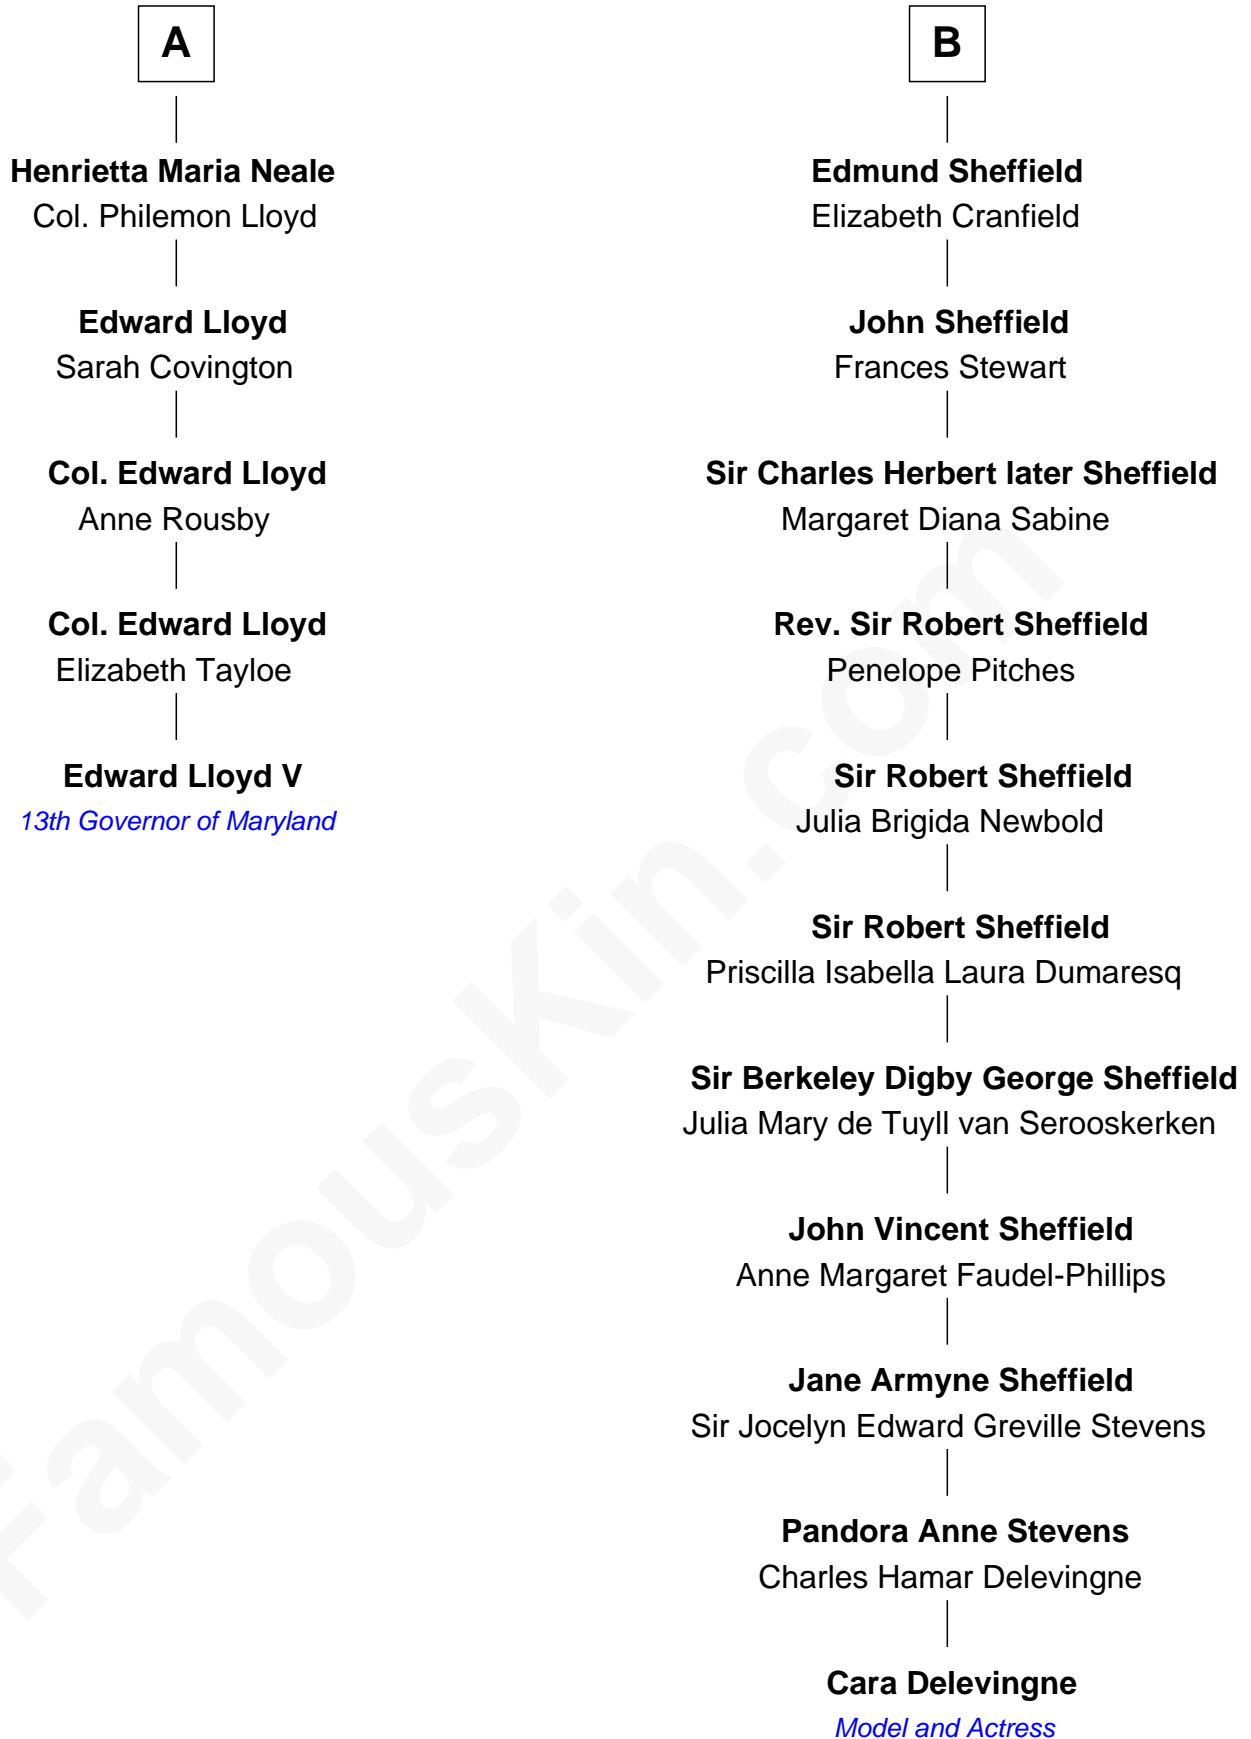 A
Henrietta Maria Neale
Col. Philemon Lloyd
Edward Lloyd
Sarah Covington
Col. Edward Lloyd
Anne Rousby
Col. Edward Lloyd
Elizabeth Tayloe
Edward Lloyd V
13th Governor of Maryland
B
Edmund Sheffield
Elizabeth Cranfield
John Sheffield
Frances Stewart
Sir Charles Herbert later Sheffield
Margaret Diana Sabine
Rev. Sir Robert Sheffield
Penelope Pitches
Sir Robert Sheffield
Julia Brigida Newbold
Sir Robert Sheffield
Priscilla Isabella Laura Dumaresq
Sir Berkeley Digby George Sheffield
Julia Mary de Tuyll van Serooskerken
John Vincent Sheffield
Anne Margaret Faudel-Phillips
Jane Armyne Sheffield
Sir Jocelyn Edward Greville Stevens
Pandora Anne Stevens
Charles Hamar Delevingne
Cara Delevingne
Model and Actress
FamousKin.com